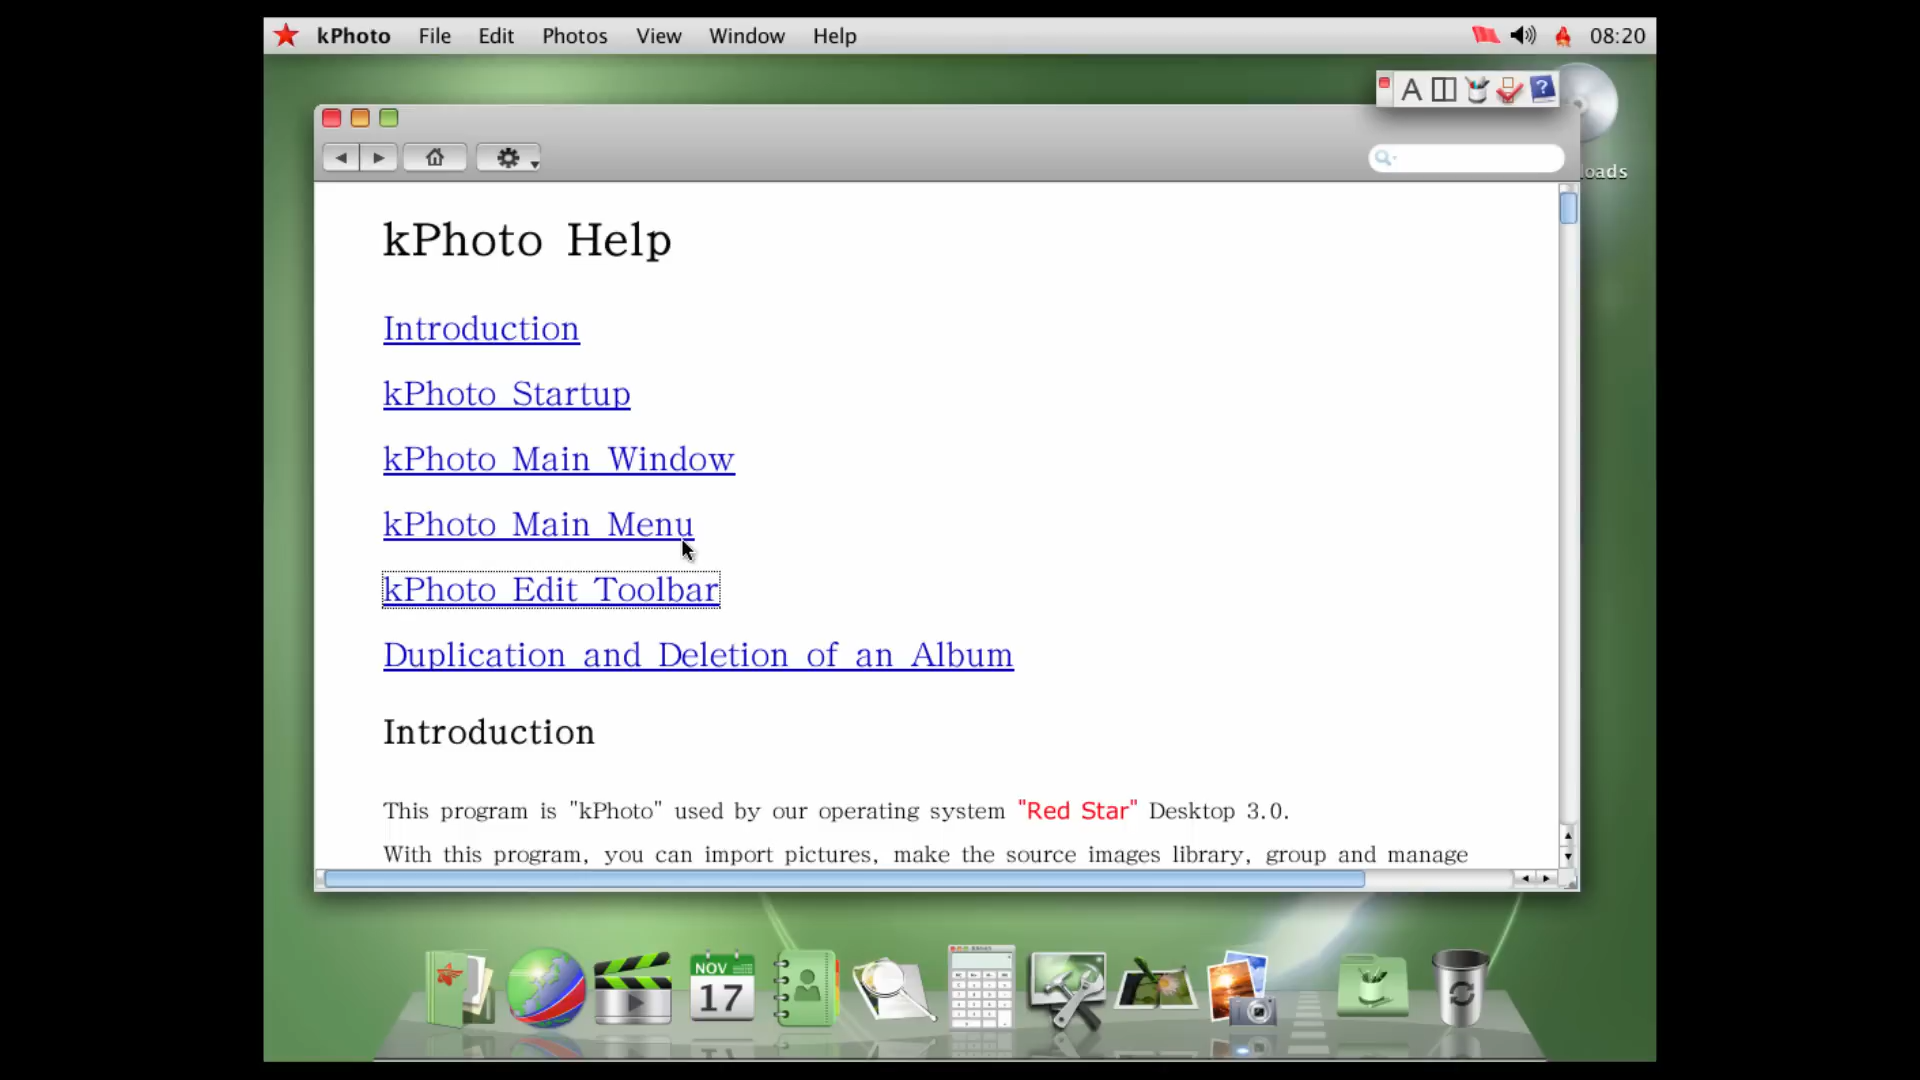 kPhoto File Edit Photos View Window Help 08:20
A
?
loads
kPhoto Help
Introduction
kPhoto Startup
kPhoto Main Window
kPhoto Main Menu
kPhoto Edit Toolbar
Duplication and Deletion of an Album
Introduction
This program is "kPhoto" used by our operating system "Red Star" Desktop 3.0.
With this program, you can import pictures, make the source images library, group and manage
NOV
17